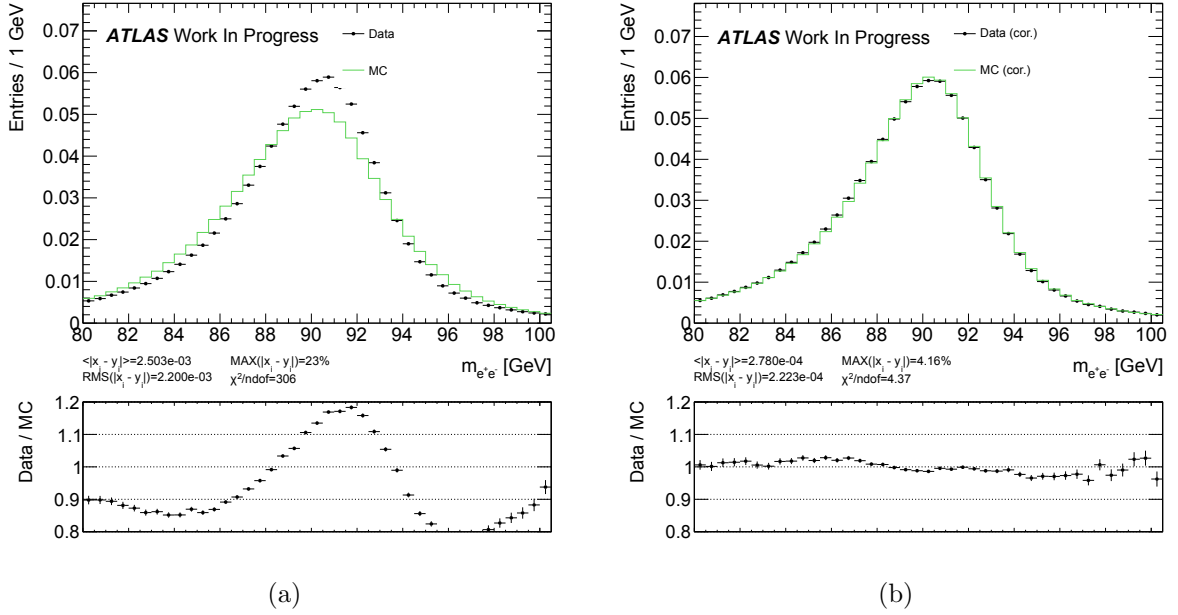 Entries / 1 GeV
0.07
0.06
0.05
0.04
0.03
0.02
0.01
0
ATLAS Work In Progress
Data
MC
80 82 84 86 88 90 92 94 96 98 100
<|x_i - y_i|>=2.503e-03 MAX(|x_i - y_i|)=23%
RMS(|x_i - y_i|)=2.200e-03 χ²/ndof=306
m_e⁺e⁻ [GeV]
Data / MC
1.2
1.1
1
0.9
0.8
(a)
Entries / 1 GeV
0.07
0.06
0.05
0.04
0.03
0.02
0.01
0
ATLAS Work In Progress
Data (cor.)
MC (cor.)
80 82 84 86 88 90 92 94 96 98 100
<|x_i - y_i|>=2.780e-04 MAX(|x_i - y_i|)=4.16%
RMS(|x_i - y_i|)=2.223e-04 χ²/ndof=4.37
m_e⁺e⁻ [GeV]
Data / MC
1.2
1.1
1
0.9
0.8
(b)